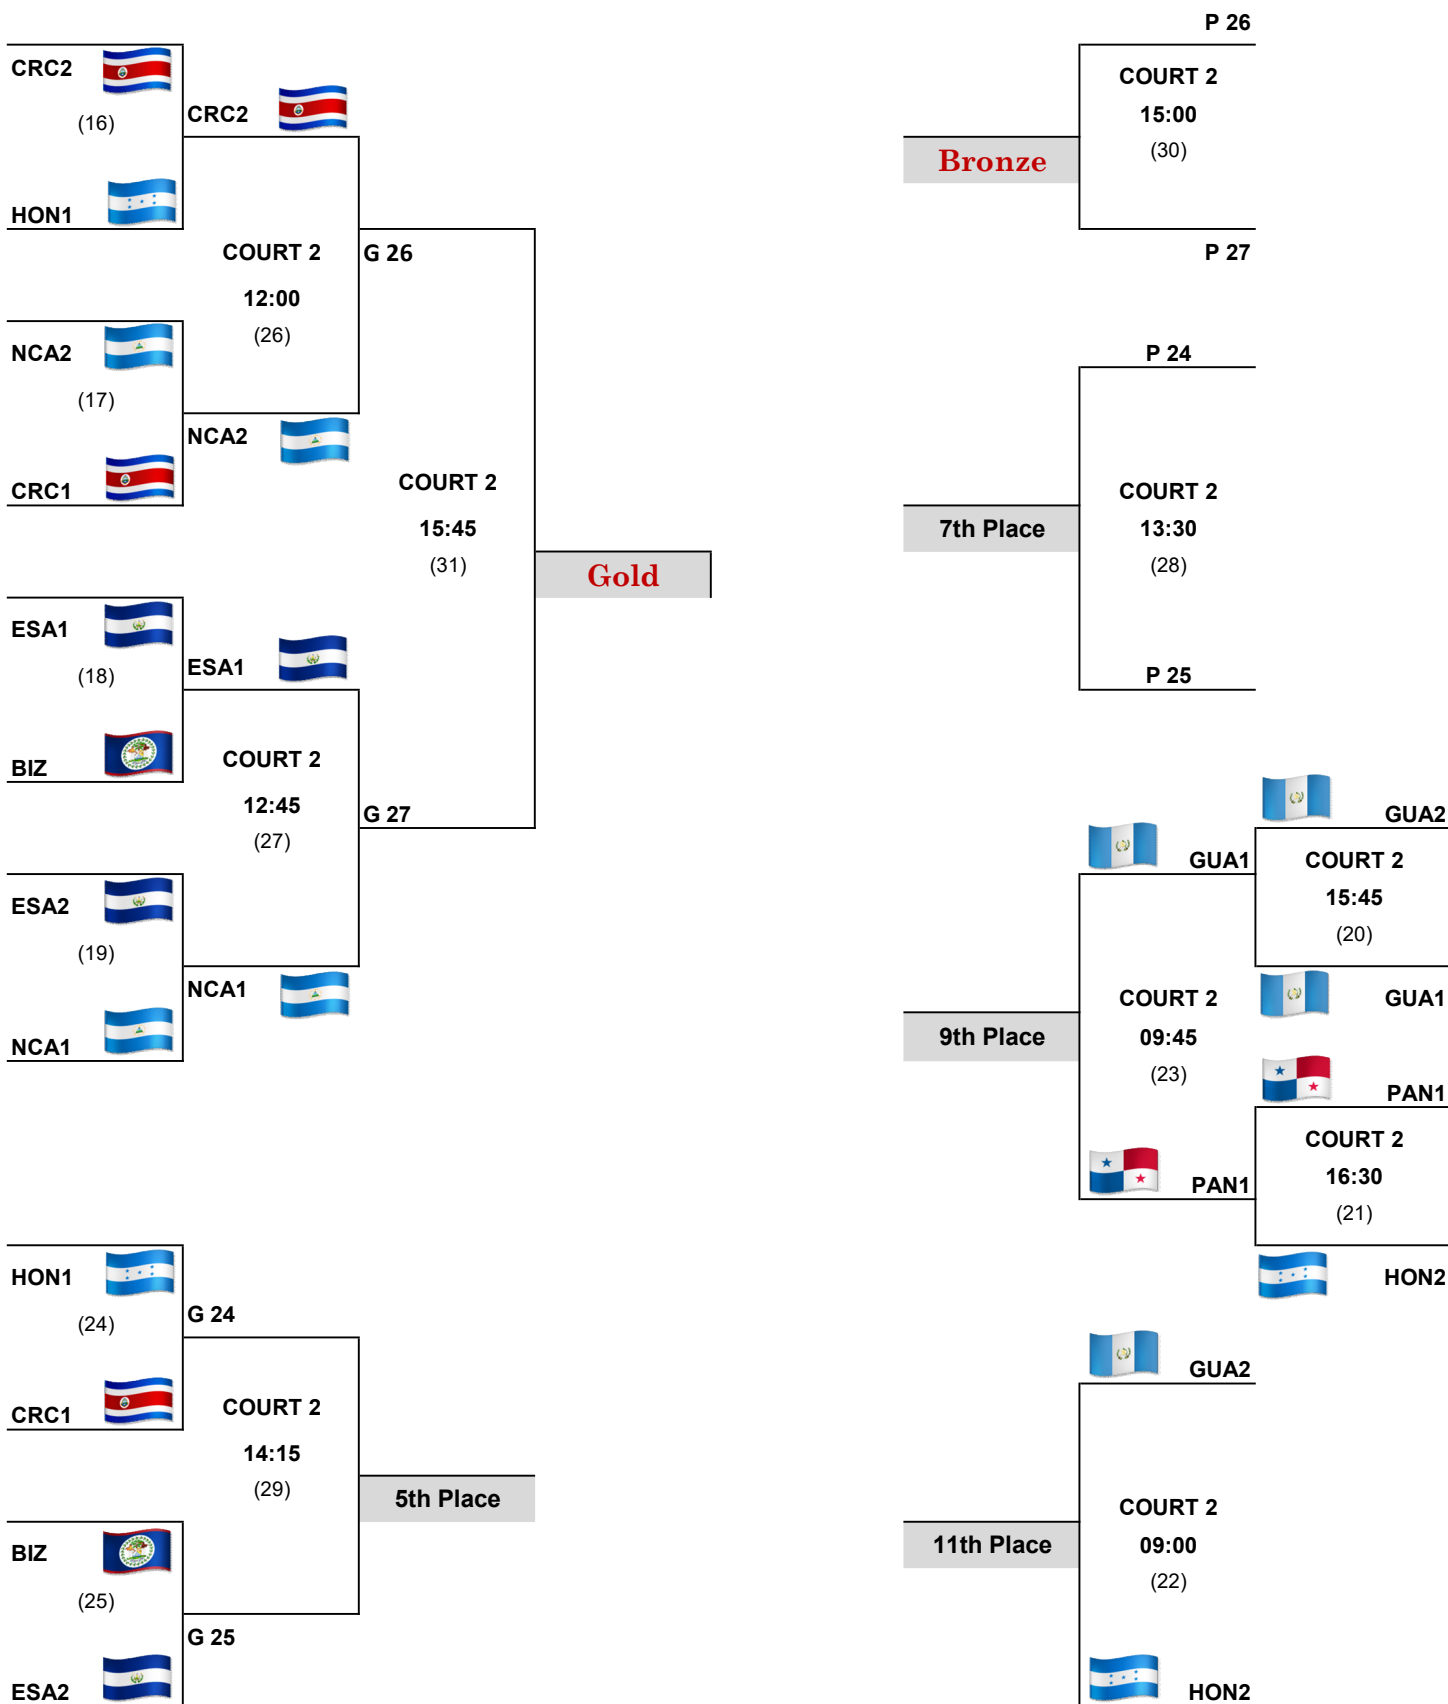 CRC2
(16)
HON1
CRC2
COURT 2
12:00
(26)
G 26
NCA2
(17)
CRC1
NCA2
COURT 2
15:45
(31)
Gold
ESA1
(18)
BIZ
ESA1
COURT 2
12:45
(27)
G 27
ESA2
(19)
NCA1
NCA1
HON1
(24)
CRC1
G 24
COURT 2
14:15
(29)
5th Place
BIZ
(25)
ESA2
G 25
P 26
COURT 2
15:00
(30)
Bronze
P 27
P 24
COURT 2
13:30
(28)
7th Place
P 25
GUA2
GUA1
COURT 2
15:45
(20)
GUA1
COURT 2
09:45
(23)
9th Place
PAN1
PAN1
COURT 2
16:30
(21)
HON2
GUA2
COURT 2
09:00
(22)
11th Place
HON2